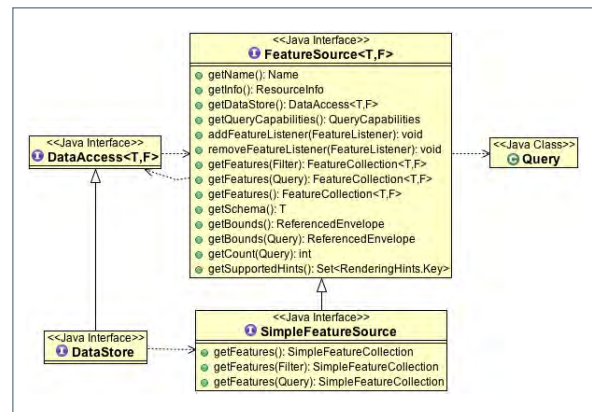 <<Java Interface>>
I FeatureSource<T,F>
getName(): Name
getInfo(): ResourceInfo
getDataStore(): DataAccess<T,F>
getQueryCapabilities(): QueryCapabilities
addFeatureListener(FeatureListener): void
removeFeatureListener(FeatureListener): void
getFeatures(Filter): FeatureCollection<T,F>
getFeatures(Query): FeatureCollection<T,F>
getFeatures(): FeatureCollection<T,F>
getSchema(): T
getBounds(): ReferencedEnvelope
getBounds(Query): ReferencedEnvelope
getCount(Query): int
getSupportedHints(): Set<RenderingHints.Key>
<<Java Interface>>
I DataAccess<T,F>
<<Java Class>>
C Query
<<Java Interface>>
I DataStore
<<Java Interface>>
I SimpleFeatureSource
getFeatures(): SimpleFeatureCollection
getFeatures(Filter): SimpleFeatureCollection
getFeatures(Query): SimpleFeatureCollection